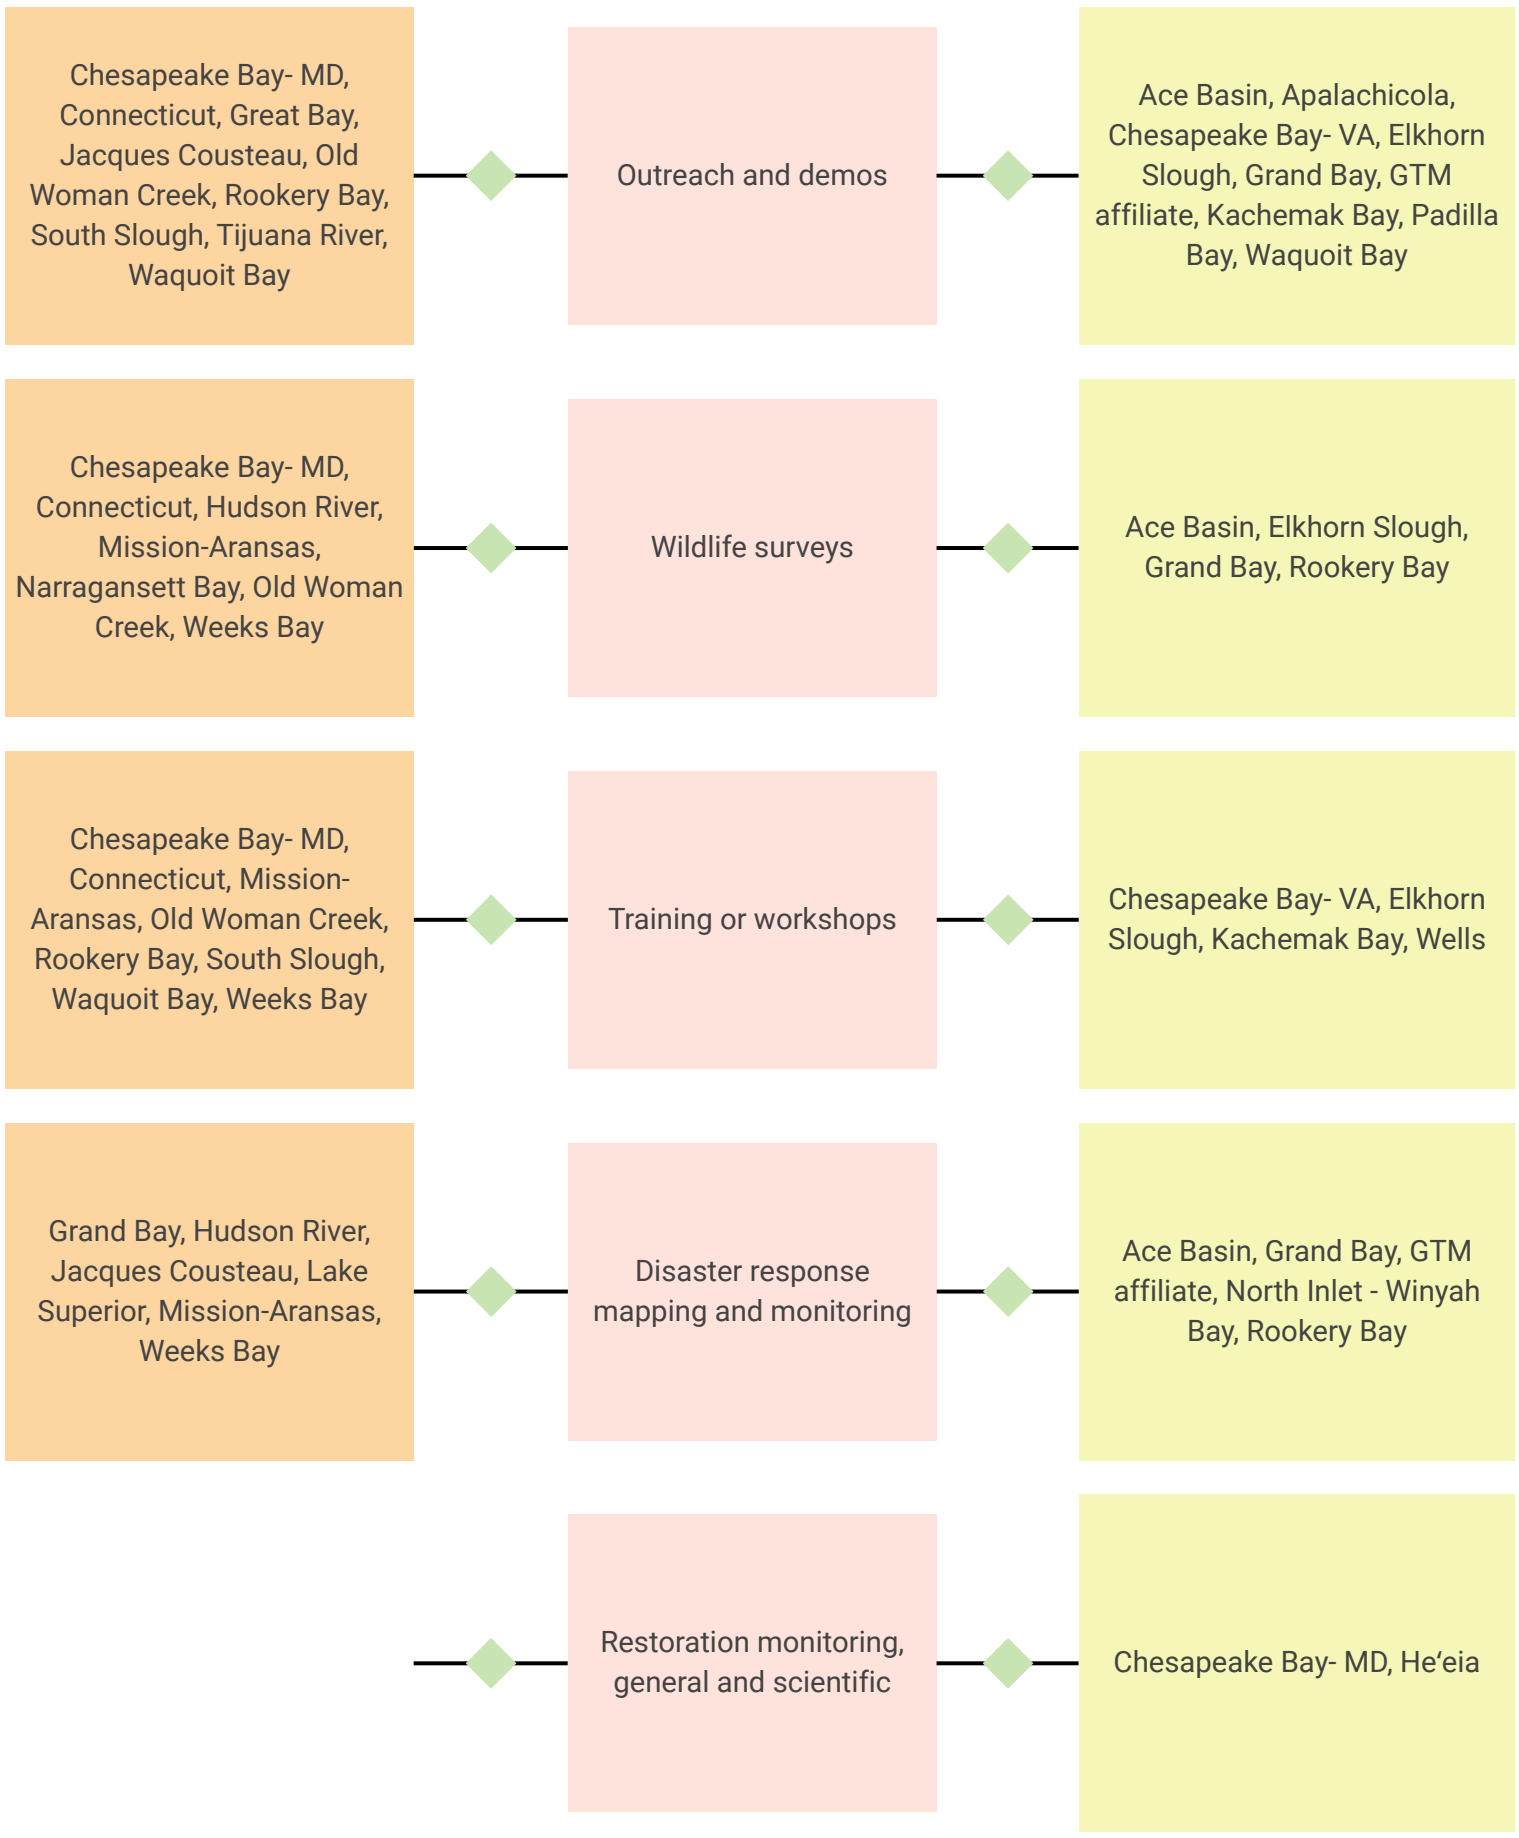 Chesapeake Bay- MD,
Connecticut, Great Bay,
Jacques Cousteau, Old
Woman Creek, Rookery Bay,
South Slough, Tijuana River,
Waquoit Bay
Outreach and demos
Ace Basin, Apalachicola,
Chesapeake Bay- VA, Elkhorn
Slough, Grand Bay, GTM
affiliate, Kachemak Bay, Padilla
Bay, Waquoit Bay
Chesapeake Bay- MD,
Connecticut, Hudson River,
Mission-Aransas,
Narragansett Bay, Old Woman
Creek, Weeks Bay
Wildlife surveys
Ace Basin, Elkhorn Slough,
Grand Bay, Rookery Bay
Chesapeake Bay- MD,
Connecticut, Mission-
Aransas, Old Woman Creek,
Rookery Bay, South Slough,
Waquoit Bay, Weeks Bay
Training or workshops
Chesapeake Bay- VA, Elkhorn
Slough, Kachemak Bay, Wells
Grand Bay, Hudson River,
Jacques Cousteau, Lake
Superior, Mission-Aransas,
Weeks Bay
Disaster response
mapping and monitoring
Ace Basin, Grand Bay, GTM
affiliate, North Inlet - Winyah
Bay, Rookery Bay
Restoration monitoring,
general and scientific
Chesapeake Bay- MD, Heʻeia